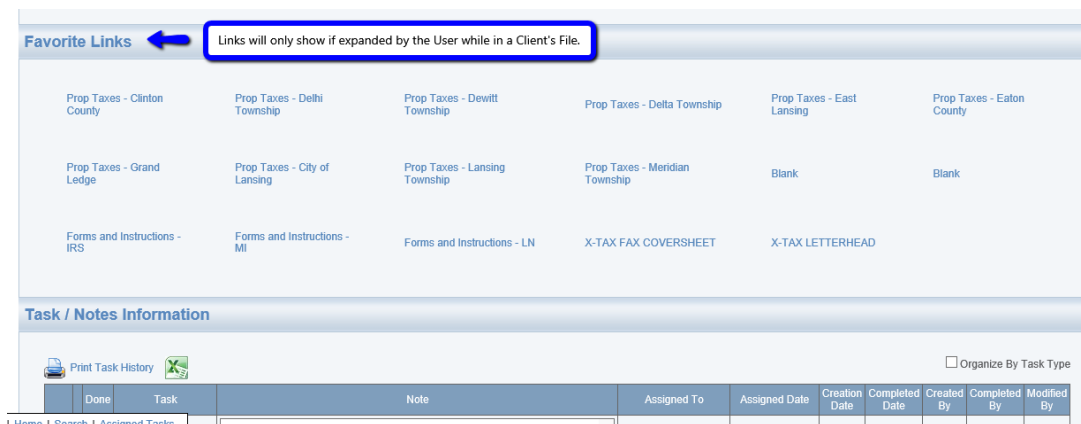 Favorite Links
Links will only show if expanded by the User while in a Client's File.
Prop Taxes - Clinton
County
Prop Taxes - Delhi
Township
Prop Taxes - Dewitt
Township
Prop Taxes - Delta Township
Prop Taxes - East
Lansing
Prop Taxes - Eaton
County
Prop Taxes - Grand
Ledge
Prop Taxes - City of
Lansing
Prop Taxes - Lansing
Township
Prop Taxes - Meridian
Township
Blank
Blank
Forms and Instructions -
IRS
Forms and Instructions -
MI
Forms and Instructions - LN
X-TAX FAX COVERSHEET
X-TAX LETTERHEAD
Task / Notes Information
Print Task History
Organize By Task Type
Done
Task
Note
Assigned To
Assigned Date
Creation
Date
Completed
Date
Created
By
Completed
By
Modified
By
| Home | Search | Assigned Tasks